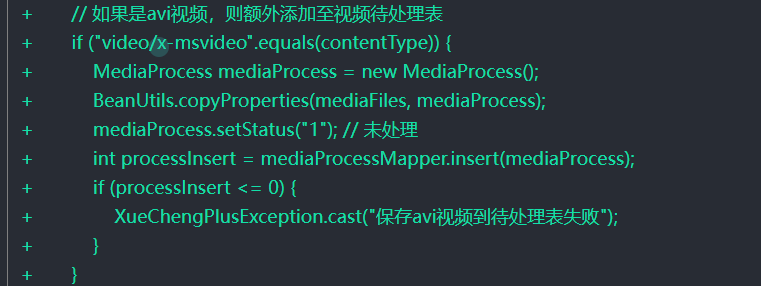 + // 如果是avi视频，则额外添加至视频待处理表
+ if ("video/x-msvideo".equals(contentType)) {
+ MediaProcess mediaProcess = new MediaProcess();
+ BeanUtils.copyProperties(mediaFiles, mediaProcess);
+ mediaProcess.setStatus("1"); // 未处理
+ int processInsert = mediaProcessMapper.insert(mediaProcess);
+ if (processInsert <= 0) {
+ XueChengPlusException.cast("保存avi视频到待处理表失败");
+ }
+ }